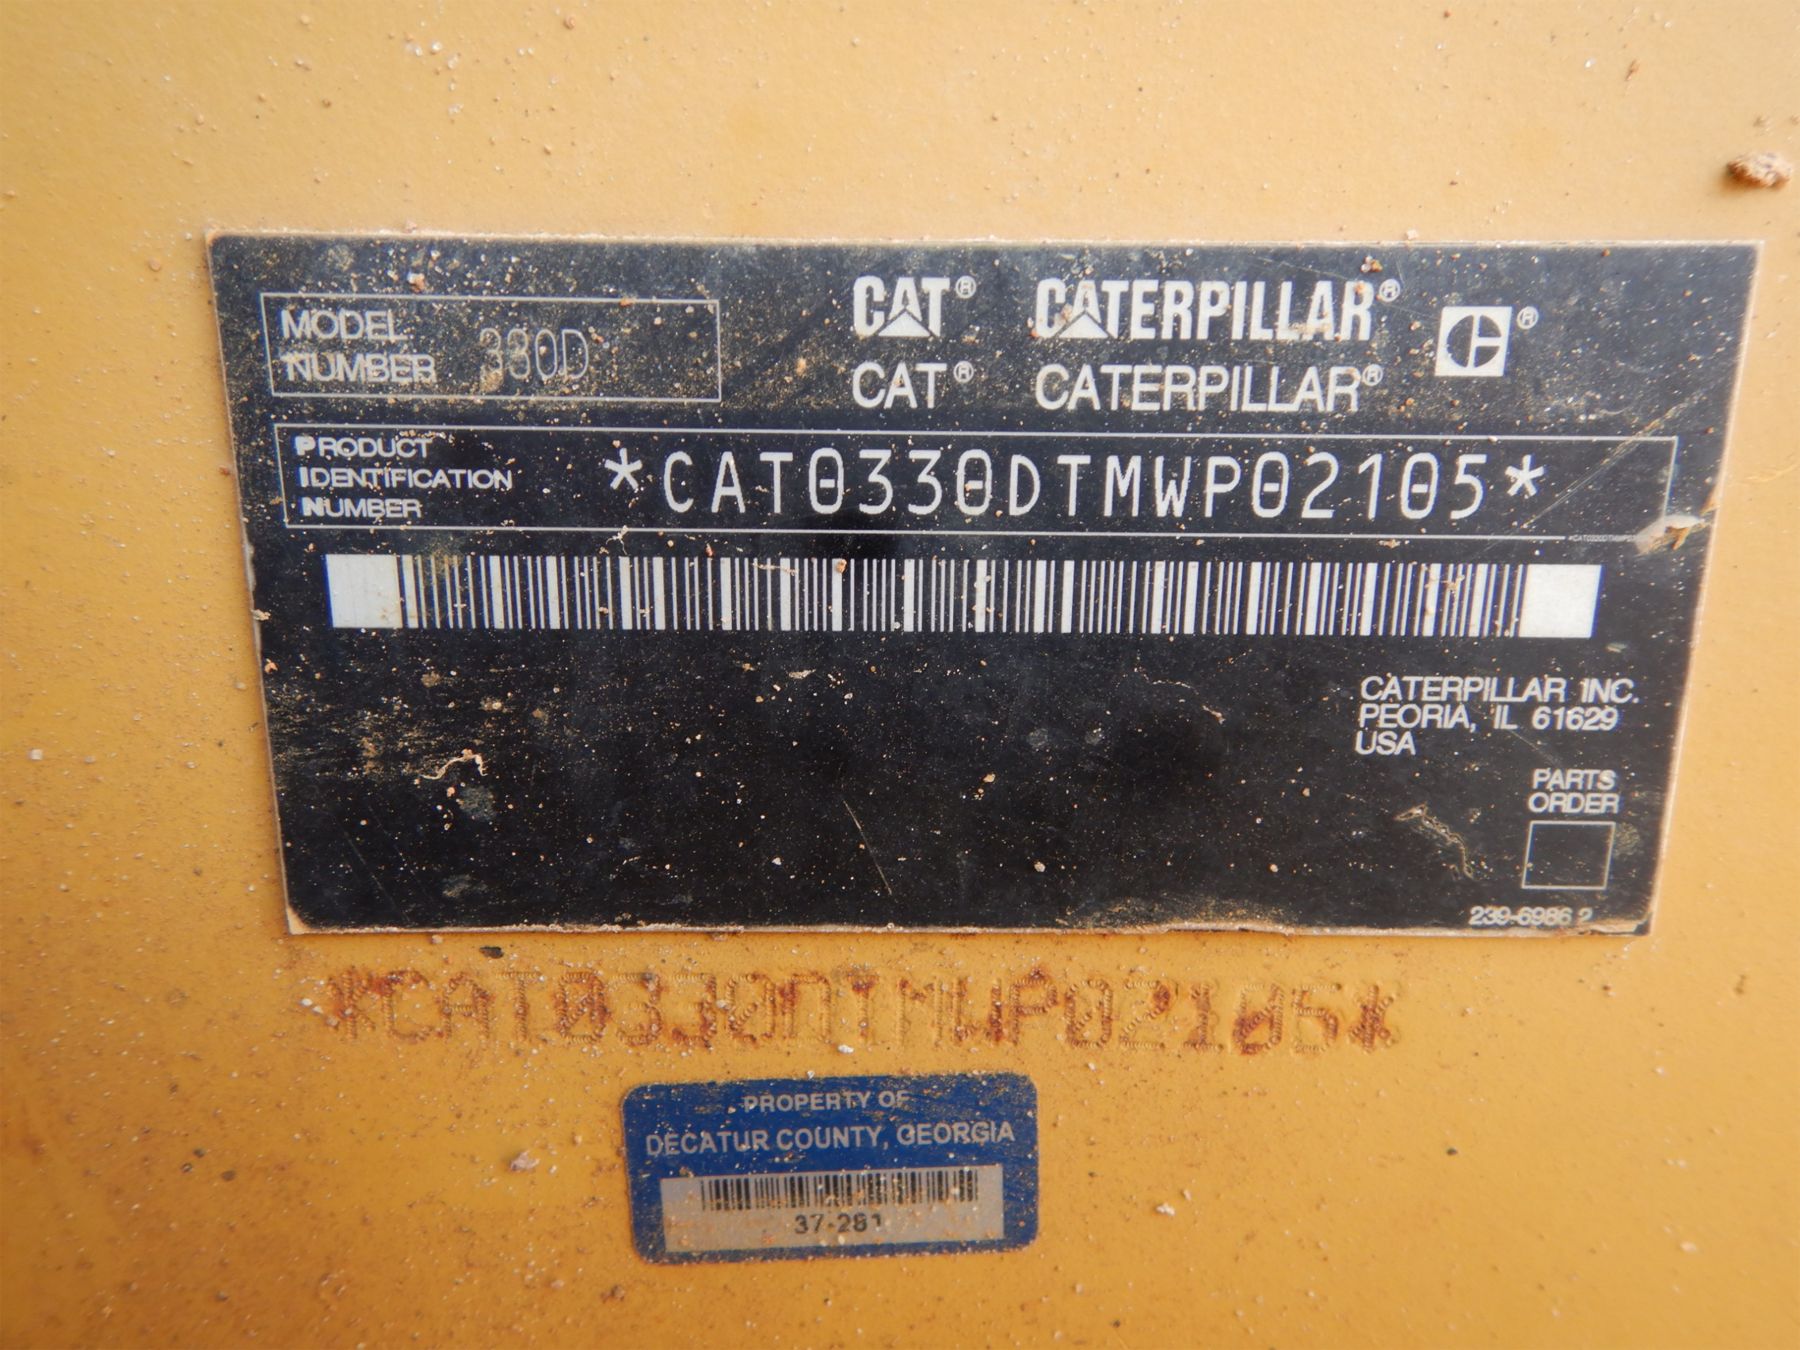 MODEL NUMBER 330D
CAT® CATERPILLAR® ®
CAT® CATERPILLAR®
PRODUCT IDENTIFICATION NUMBER *CAT0330DTMWP02105*
CATERPILLAR INC.
PEORIA, IL 61629
USA
PARTS
ORDER
239-6986 2
*CAT0330DTMWP02105*
PROPERTY OF
DECATUR COUNTY, GEORGIA
37-281